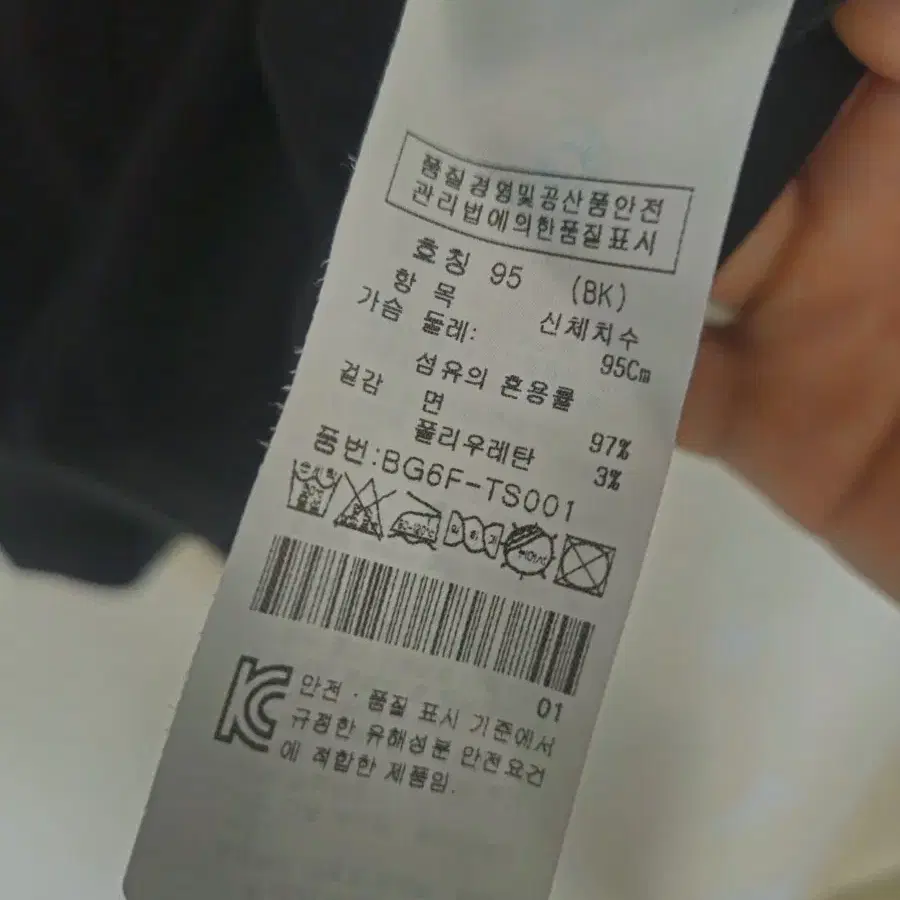 품질경영및공산품안전
관리법에의한품질표시
호칭 95 (BK)
항목 신체치수
가슴 둘레: 95Cm
섬유의 혼용률
겉감 면 97%
폴리우레탄 3%
품번:BG6F-TS001
01
안전·품질 표시 기준에서
규정한 유해성분 안전요건
에 적합한 제품임.